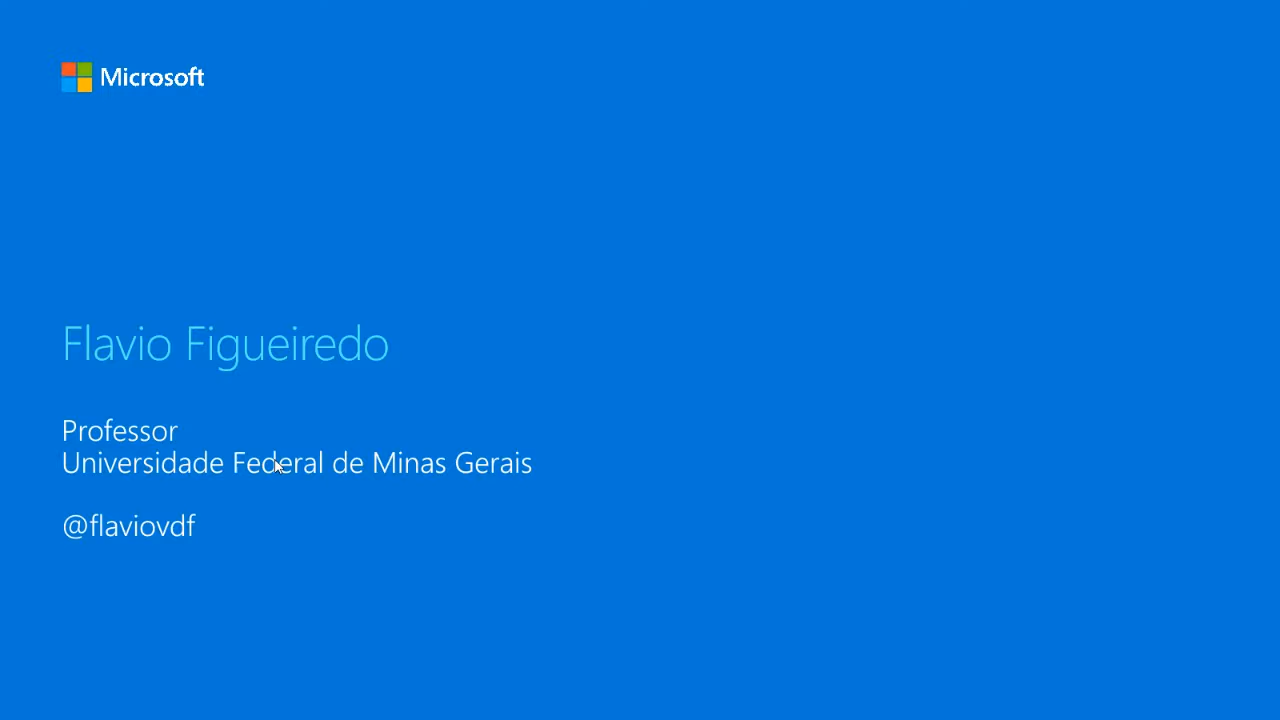 Microsoft
Flavio Figueiredo
Professor
Universidade Federal de Minas Gerais
@flaviovdf